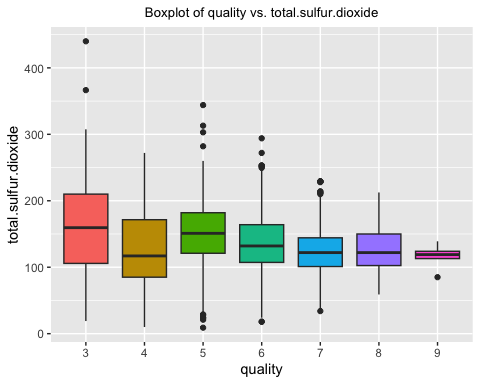 Boxplot of quality vs. total.sulfur.dioxide
total.sulfur.dioxide
400
300
200
100
0
3 4 5 6 7 8 9
quality